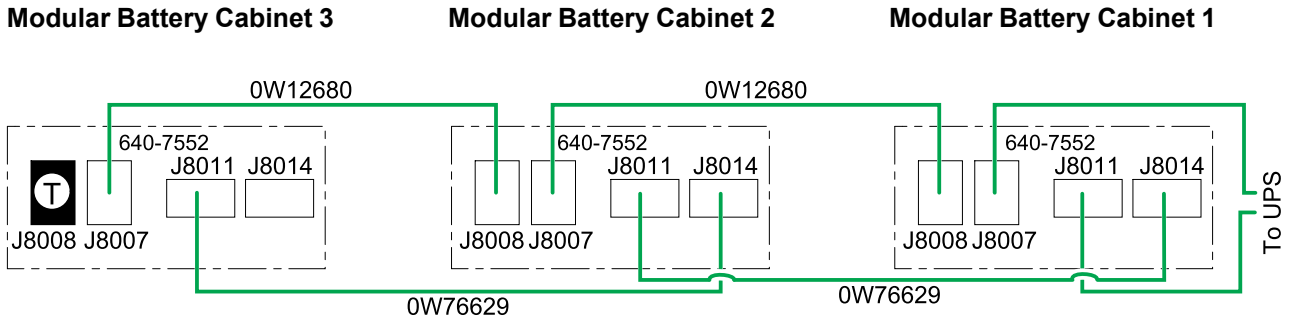 Modular Battery Cabinet 3 Modular Battery Cabinet 2 Modular Battery Cabinet 1
0W12680 0W12680
640-7552 640-7552 640-7552
J8011 J8014 J8011 J8014 J8011 J8014
T
J8008 J8007 J8008 J8007 J8008 J8007
To UPS
0W76629 0W76629